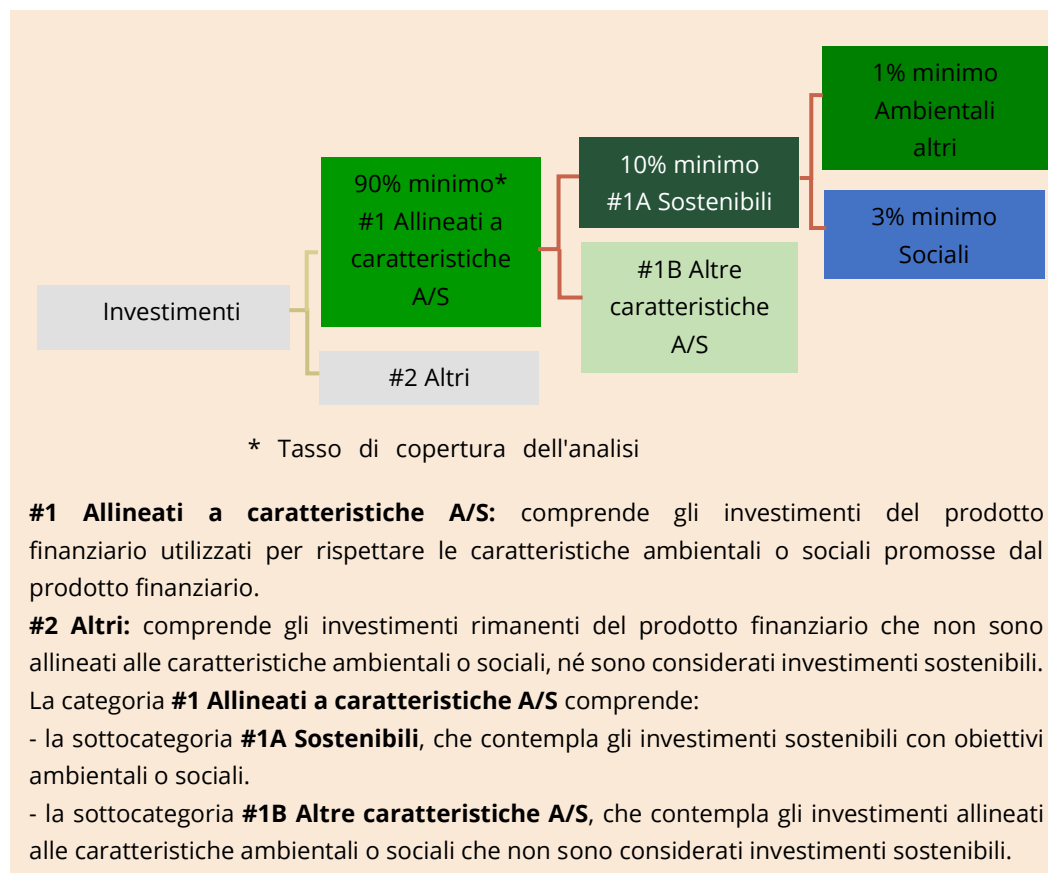 1% minimo
Ambientali
altri
90% minimo*
#1 Allineati a
caratteristiche
A/S
10% minimo
#1A Sostenibili
3% minimo
Sociali
#1B Altre
caratteristiche
A/S
Investimenti
#2 Altri
* Tasso di copertura dell'analisi
#1 Allineati a caratteristiche A/S: comprende gli investimenti del prodotto
finanziario utilizzati per rispettare le caratteristiche ambientali o sociali promosse dal
prodotto finanziario.
#2 Altri: comprende gli investimenti rimanenti del prodotto finanziario che non sono
allineati alle caratteristiche ambientali o sociali, né sono considerati investimenti sostenibili.
La categoria #1 Allineati a caratteristiche A/S comprende:
- la sottocategoria #1A Sostenibili, che contempla gli investimenti sostenibili con obiettivi
ambientali o sociali.
- la sottocategoria #1B Altre caratteristiche A/S, che contempla gli investimenti allineati
alle caratteristiche ambientali o sociali che non sono considerati investimenti sostenibili.